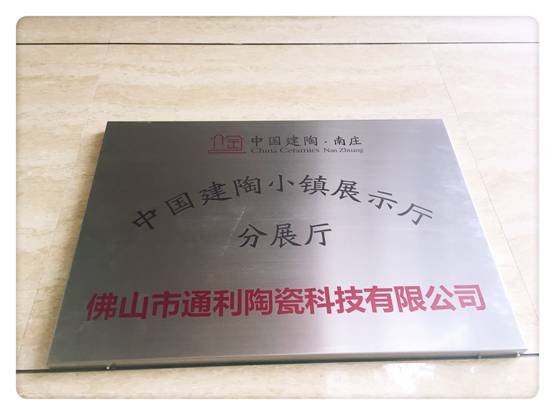 中国建陶·南庄
China Ceramics Nan Zhuang
中国建陶小镇展示厅
分展厅
佛山市通利陶瓷科技有限公司